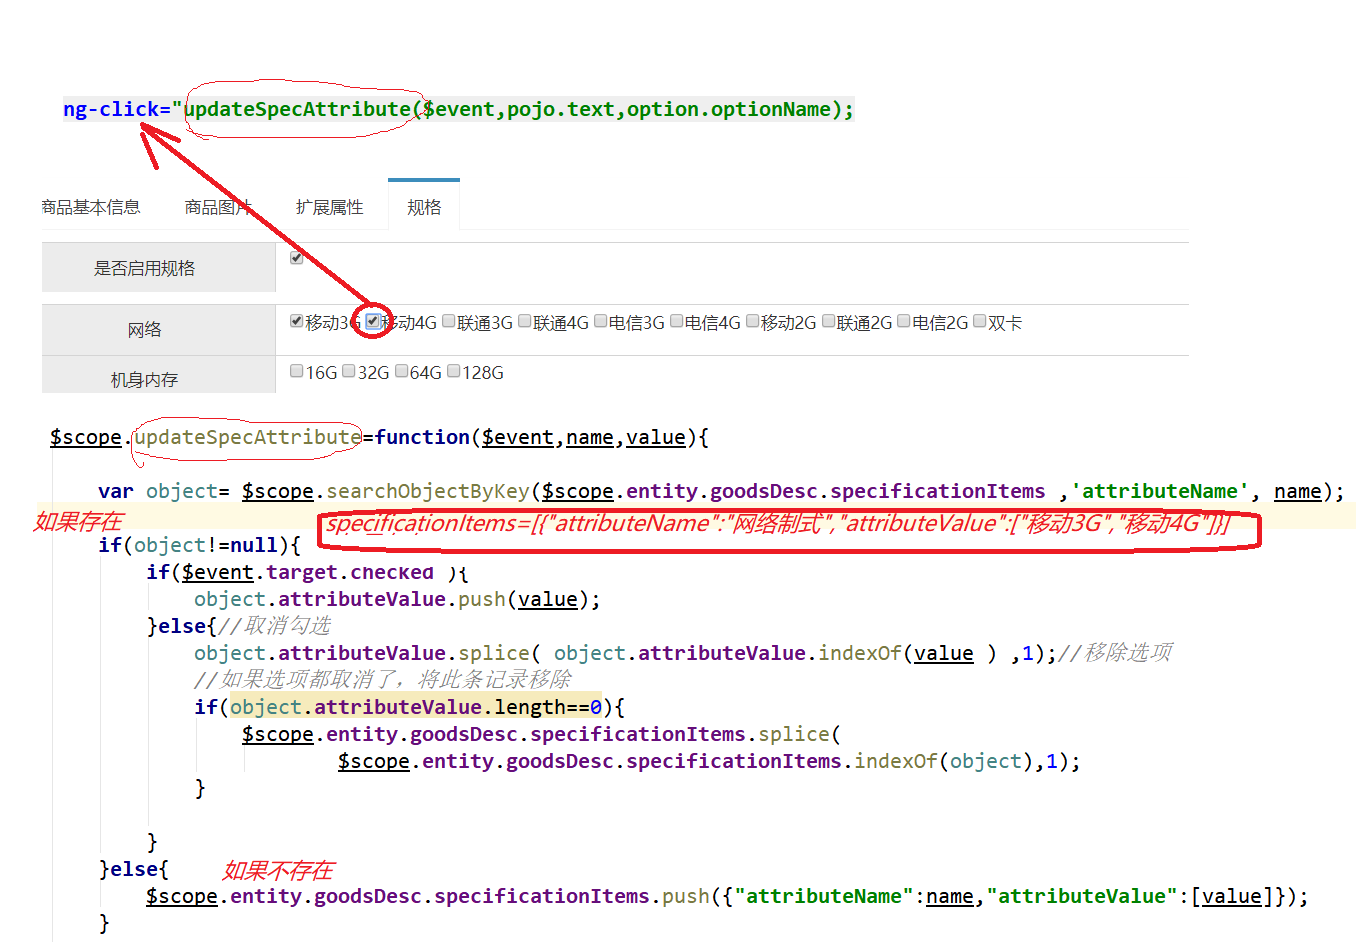 ng-click="updateSpecAttribute($event,pojo.text,option.optionName);
商品基本信息 商品图片 扩展属性 规格
是否启用规格
网络 移动3G 移动4G 联通3G 联通4G 电信3G 电信4G 移动2G 联通2G 电信2G 双卡
机身内存 16G 32G 64G 128G
$scope.updateSpecAttribute=function($event,name,value){
var object= $scope.searchObjectByKey($scope.entity.goodsDesc.specificationItems ,'attributeName', name);
如果存在 specificationItems=[{"attributeName":"网络制式","attributeValue":["移动3G","移动4G"]}]
if(object!=null){
if($event.target.checked ){
object.attributeValue.push(value);
}else{//取消勾选
object.attributeValue.splice( object.attributeValue.indexOf(value ) ,1);//移除选项
//如果选项都取消了，将此条记录移除
if(object.attributeValue.length==0){
$scope.entity.goodsDesc.specificationItems.splice(
$scope.entity.goodsDesc.specificationItems.indexOf(object),1);
}
}
}else{ 如果不存在
$scope.entity.goodsDesc.specificationItems.push({"attributeName":name,"attributeValue":[value]});
}